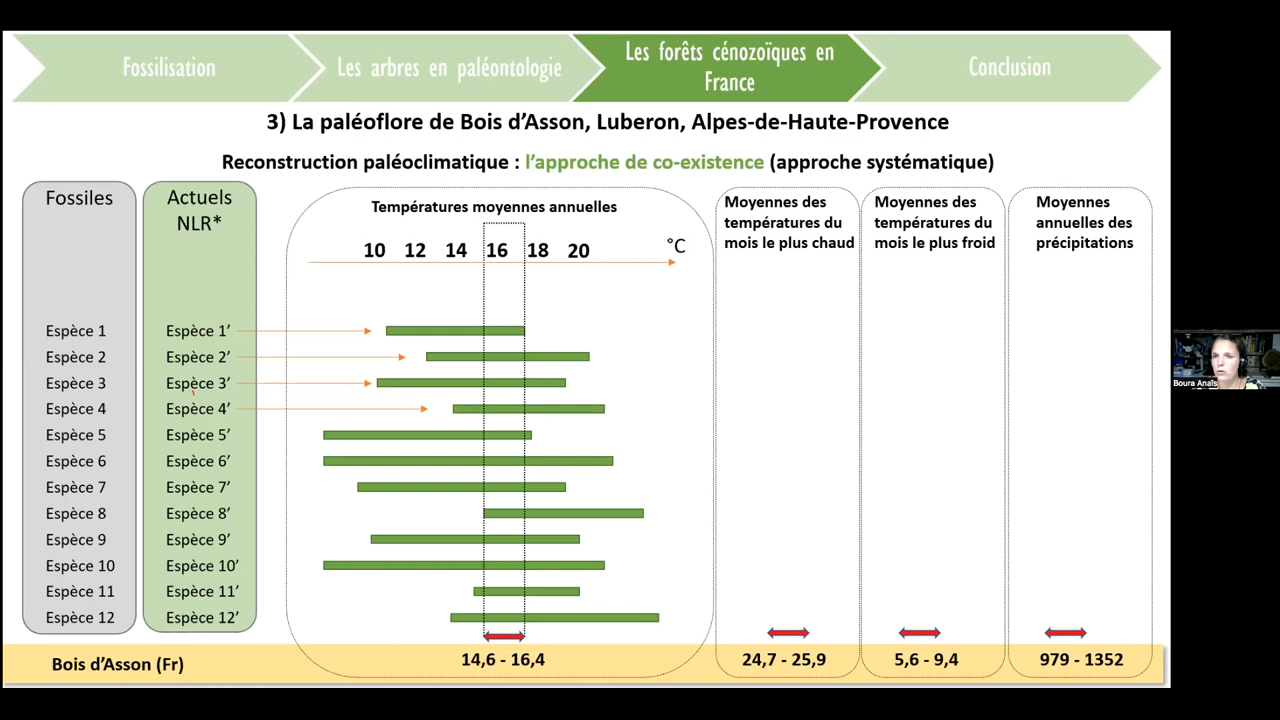 Fossilisation
Les arbres en paléontologie
Les forêts cénozoïques en
France
Conclusion
3) La paléoflore de Bois d'Asson, Luberon, Alpes-de-Haute-Provence
Reconstruction paléoclimatique : l'approche de co-existence (approche systématique)
Fossiles
Actuels
NLR*
Températures moyennes annuelles
10 12 14 16 18 20 °C
Moyennes des
températures du
mois le plus chaud
Moyennes des
températures du
mois le plus froid
Moyennes
annuelles des
précipitations
Espèce 1 Espèce 1'
Espèce 2 Espèce 2'
Espèce 3 Espèce 3'
Espèce 4 Espèce 4'
Espèce 5 Espèce 5'
Espèce 6 Espèce 6'
Espèce 7 Espèce 7'
Espèce 8 Espèce 8'
Espèce 9 Espèce 9'
Espèce 10 Espèce 10'
Espèce 11 Espèce 11'
Espèce 12 Espèce 12'
Bois d'Asson (Fr) 14,6 - 16,4 24,7 - 25,9 5,6 - 9,4 979 - 1352
Boura Anaïs